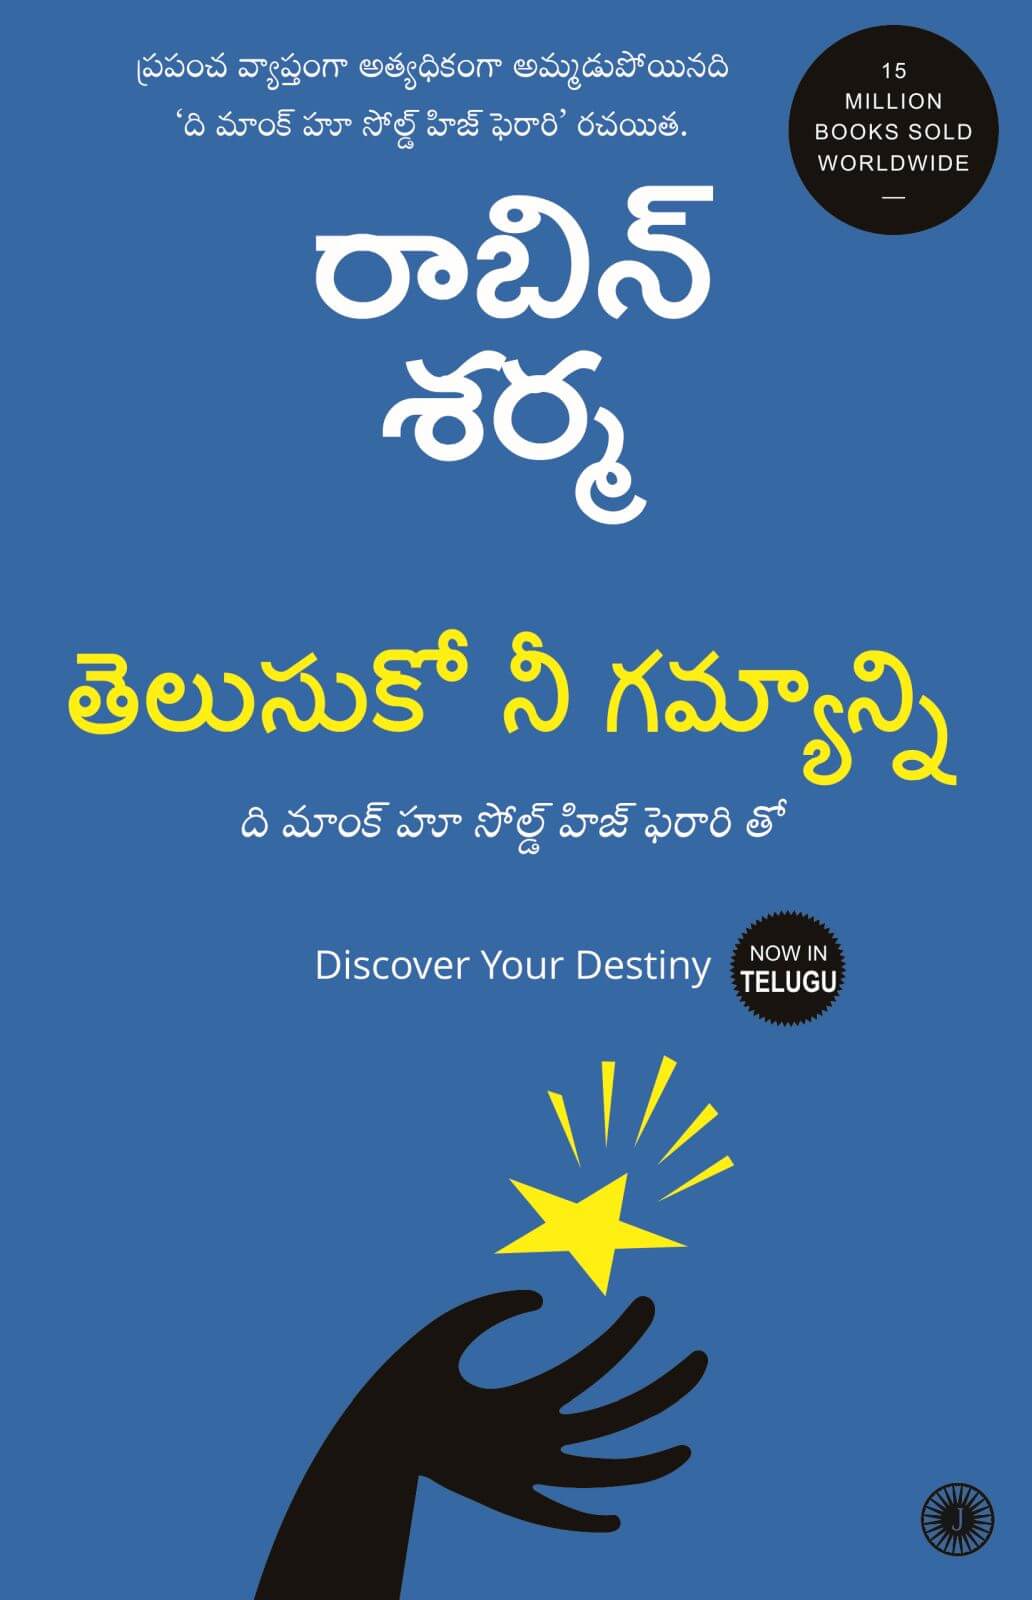 ప్రపంచ వ్యాప్తంగా అత్యధికంగా అమ్మడుపోయినది
‘ది మాంక్ హూ సోల్డ్ హిజ్ ఫెరారి’ రచయిత.
15
MILLION
BOOKS SOLD
WORLDWIDE
—
రాబిన్
శర్మ
తెలుసుకో నీ గమ్యాన్ని
ది మాంక్ హూ సోల్డ్ హిజ్ ఫెరారి తో
Discover Your Destiny
NOW IN
TELUGU
J